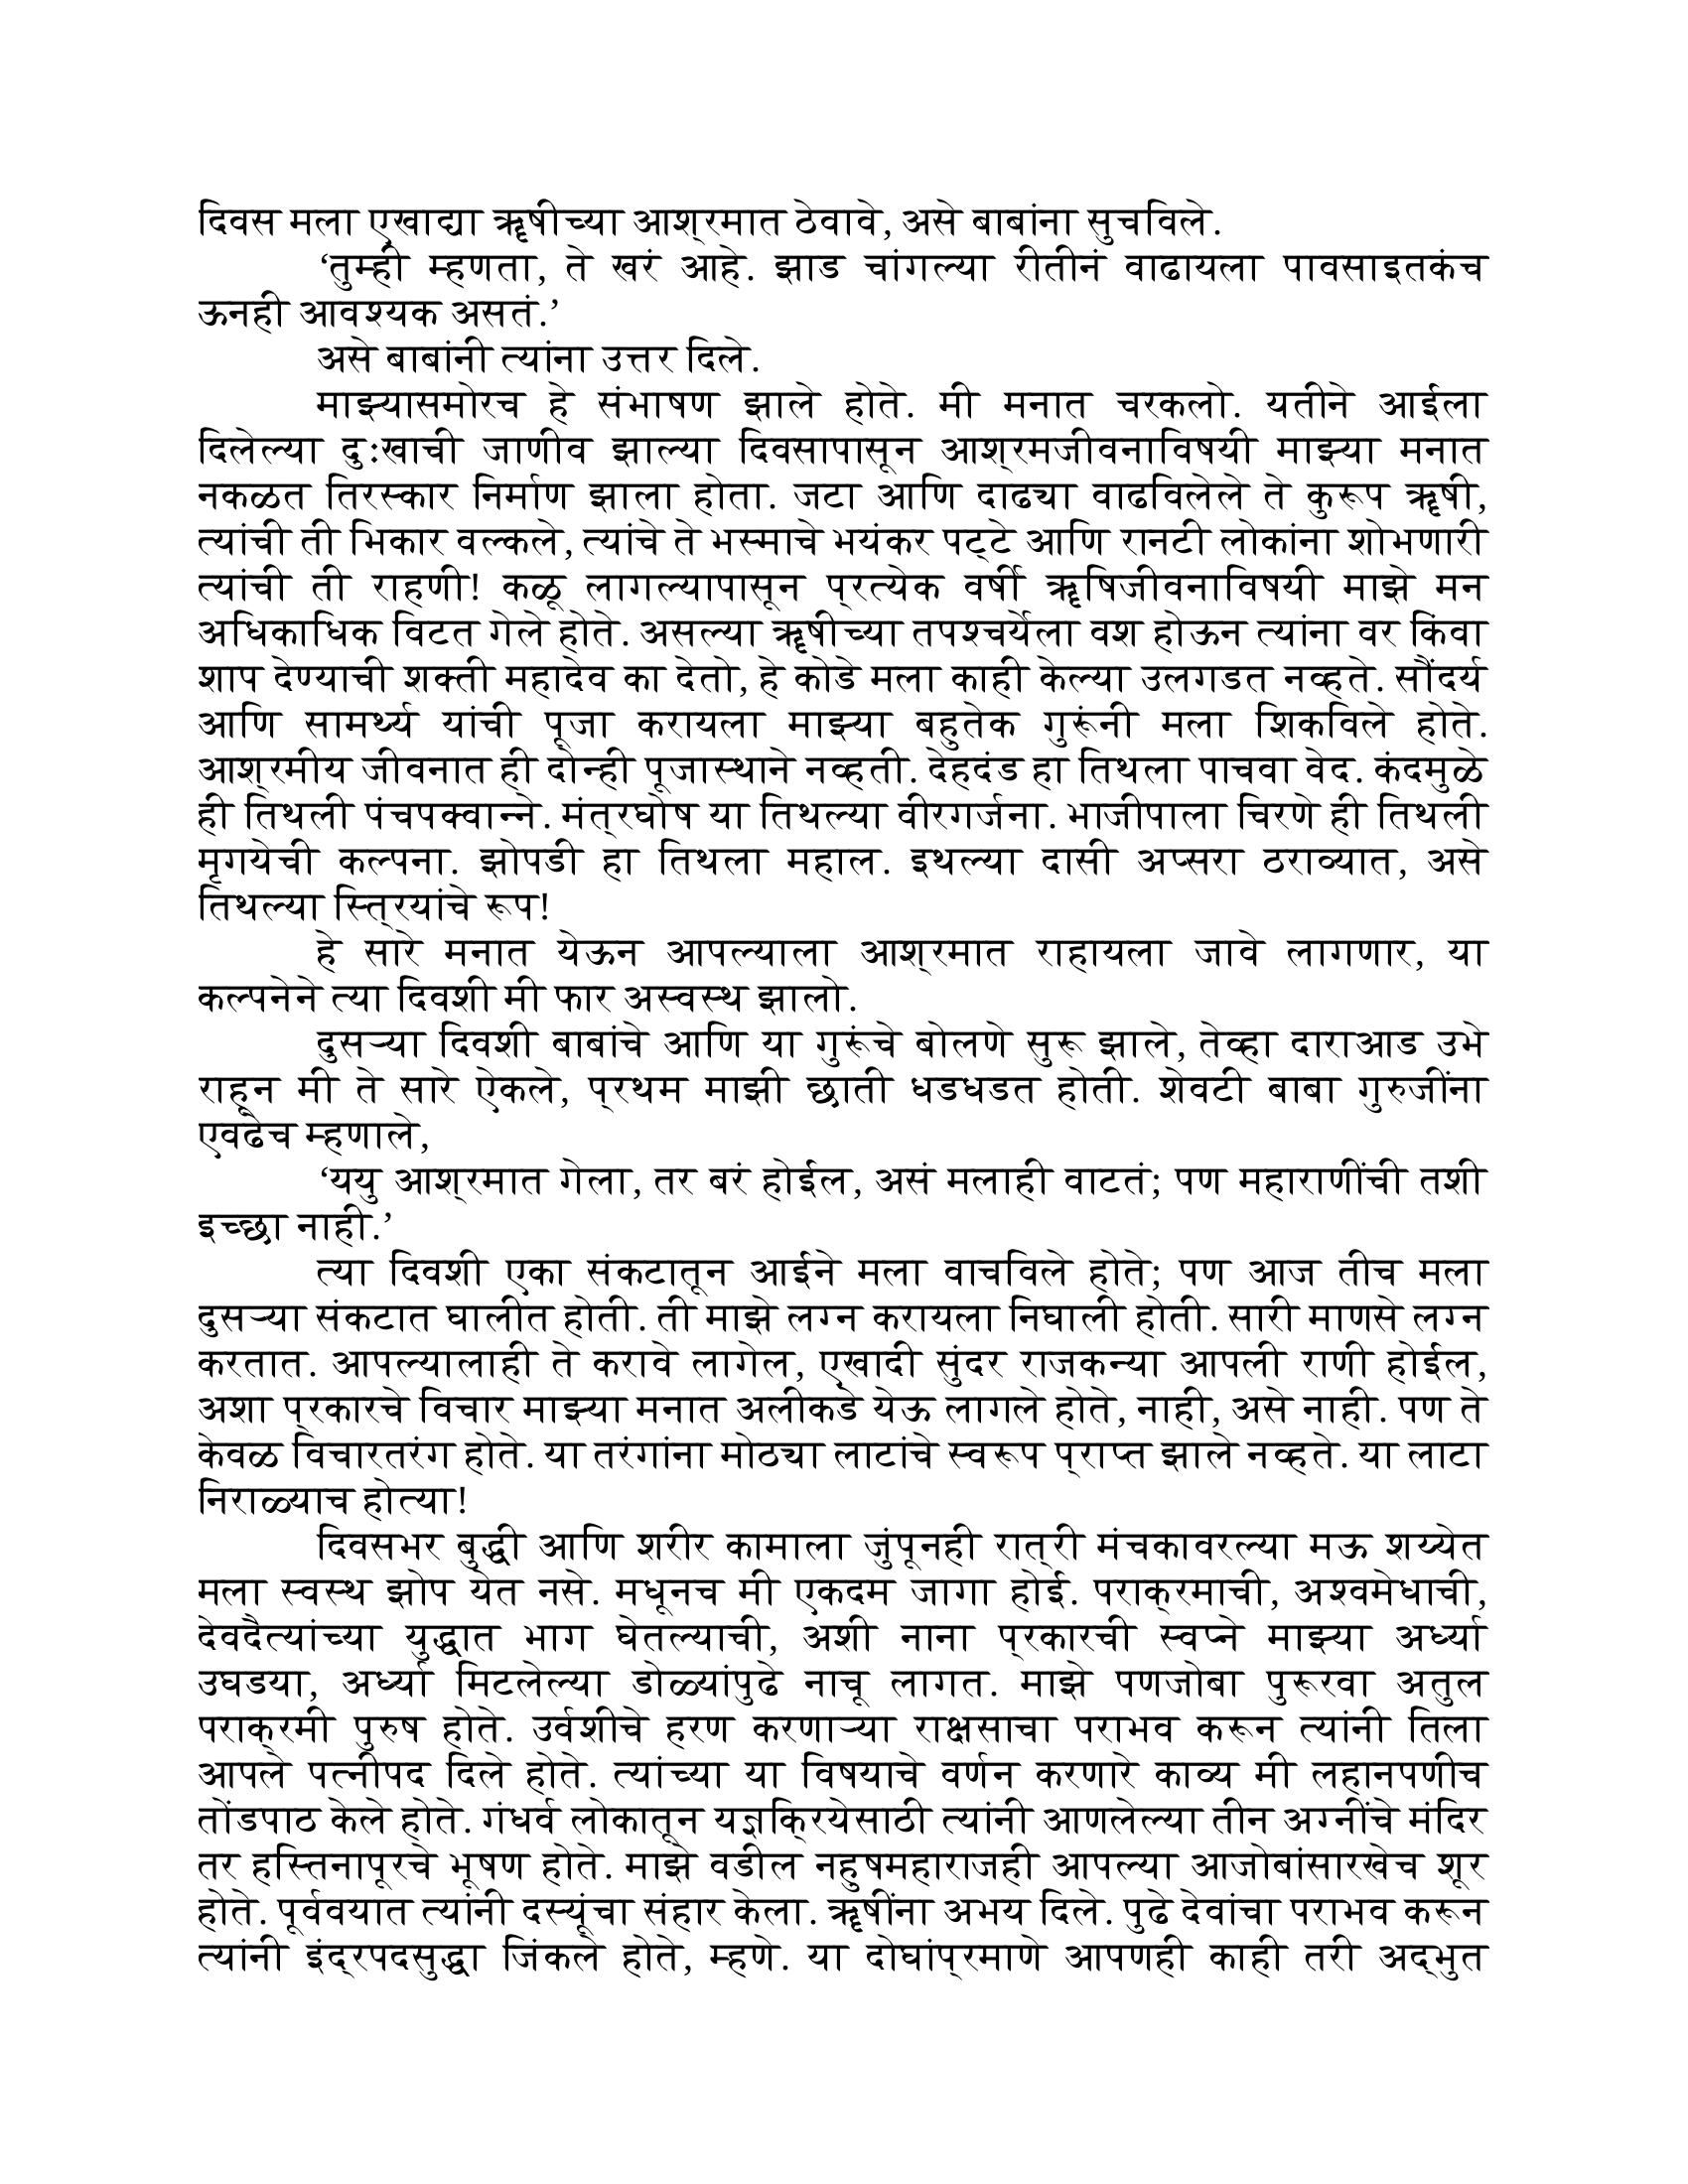 दिवस मला एखाद्या ॠषीच्या आश्रमात ठेवावे, असे बाबांना सुचविले.
‘तुम्ही म्हणता, ते खरं आहे. झाड चांगल्या रीतीनं वाढायला पावसाइतकंच
ऊनही आवश्यक असतं.’
असे बाबांनी त्यांना उत्तर दिले.
माझ्यासमोरच हे संभाषण झाले होते. मी मनात चरकलो. यतीने आईला
दिलेल्या दुःखाची जाणीव झाल्या दिवसापासून आश्रमजीवनाविषयी माझ्या मनात
नकळत तिरस्कार निर्माण झाला होता. जटा आणि दाढ्या वाढविलेले ते कुरूप ॠषी,
त्यांची ती भिकार वल्कले, त्यांचे ते भस्माचे भयंकर पट्टे आणि रानटी लोकांना शोभणारी
त्यांची ती राहणी! कळू लागल्यापासून प्रत्येक वर्षी ॠषिजीवनाविषयी माझे मन
अधिकाधिक विटत गेले होते. असल्या ॠषीच्या तपश्चर्येला वश होऊन त्यांना वर किंवा
शाप देण्याची शक्ती महादेव का देतो, हे कोडे मला काही केल्या उलगडत नव्हते. सौंदर्य
आणि सामर्थ्य यांची पूजा करायला माझ्या बहुतेक गुरूंनी मला शिकविले होते.
आश्रमीय जीवनात ही दोन्ही पूजास्थाने नव्हती. देहदंड हा तिथला पाचवा वेद. कंदमुळे
ही तिथली पंचपक्वान्ने. मंत्रघोष या तिथल्या वीरगर्जना. भाजीपाला चिरणे ही तिथली
मृगयेची कल्पना. झोपडी हा तिथला महाल. इथल्या दासी अप्सरा ठराव्यात, असे
तिथल्या स्त्रियांचे रूप!
हे सारे मनात येऊन आपल्याला आश्रमात राहायला जावे लागणार, या
कल्पनेने त्या दिवशी मी फार अस्वस्थ झालो.
दुसऱ्या दिवशी बाबांचे आणि या गुरूंचे बोलणे सुरू झाले, तेव्हा दाराआड उभे
राहून मी ते सारे ऐकले, प्रथम माझी छाती धडधडत होती. शेवटी बाबा गुरुजींना
एवढेच म्हणाले,
‘ययु आश्रमात गेला, तर बरं होईल, असं मलाही वाटतं; पण महाराणींची तशी
इच्छा नाही.’
त्या दिवशी एका संकटातून आईने मला वाचविले होते; पण आज तीच मला
दुसऱ्या संकटात घालीत होती. ती माझे लग्न करायला निघाली होती. सारी माणसे लग्न
करतात. आपल्यालाही ते करावे लागेल, एखादी सुंदर राजकन्या आपली राणी होईल,
अशा प्रकारचे विचार माझ्या मनात अलीकडे येऊ लागले होते, नाही, असे नाही. पण ते
केवळ विचारतरंग होते. या तरंगांना मोठ्या लाटांचे स्वरूप प्राप्त झाले नव्हते. या लाटा
निराळ्याच होत्या!
दिवसभर बुद्धी आणि शरीर कामाला जुंपूनही रात्री मंचकावरल्या मऊ शय्येत
मला स्वस्थ झोप येत नसे. मधूनच मी एकदम जागा होई. पराक्रमाची, अश्वमेधाची,
देवदैत्यांच्या युद्धात भाग घेतल्याची, अशी नाना प्रकारची स्वप्ने माझ्या अर्ध्या
उघडया, अर्ध्या मिटलेल्या डोळ्यांपुढे नाचू लागत. माझे पणजोबा पुरूरवा अतुल
पराक्रमी पुरुष होते. उर्वशीचे हरण करणाऱ्या राक्षसाचा पराभव करून त्यांनी तिला
आपले पत्नीपद दिले होते. त्यांच्या या विषयाचे वर्णन करणारे काव्य मी लहानपणीच
तोंडपाठ केले होते. गंधर्व लोकातून यज्ञक्रियेसाठी त्यांनी आणलेल्या तीन अग्नींचे मंदिर
तर हस्तिनापूरचे भूषण होते. माझे वडील नहुषमहाराजही आपल्या आजोबांसारखेच शूर
होते. पूर्ववयात त्यांनी दस्यूंचा संहार केला. ॠषींना अभय दिले. पुढे देवांचा पराभव करून
त्यांनी इंद्रपदसुद्धा जिंकले होते, म्हणे. या दोघांप्रमाणे आपणही काही तरी अद्भुत